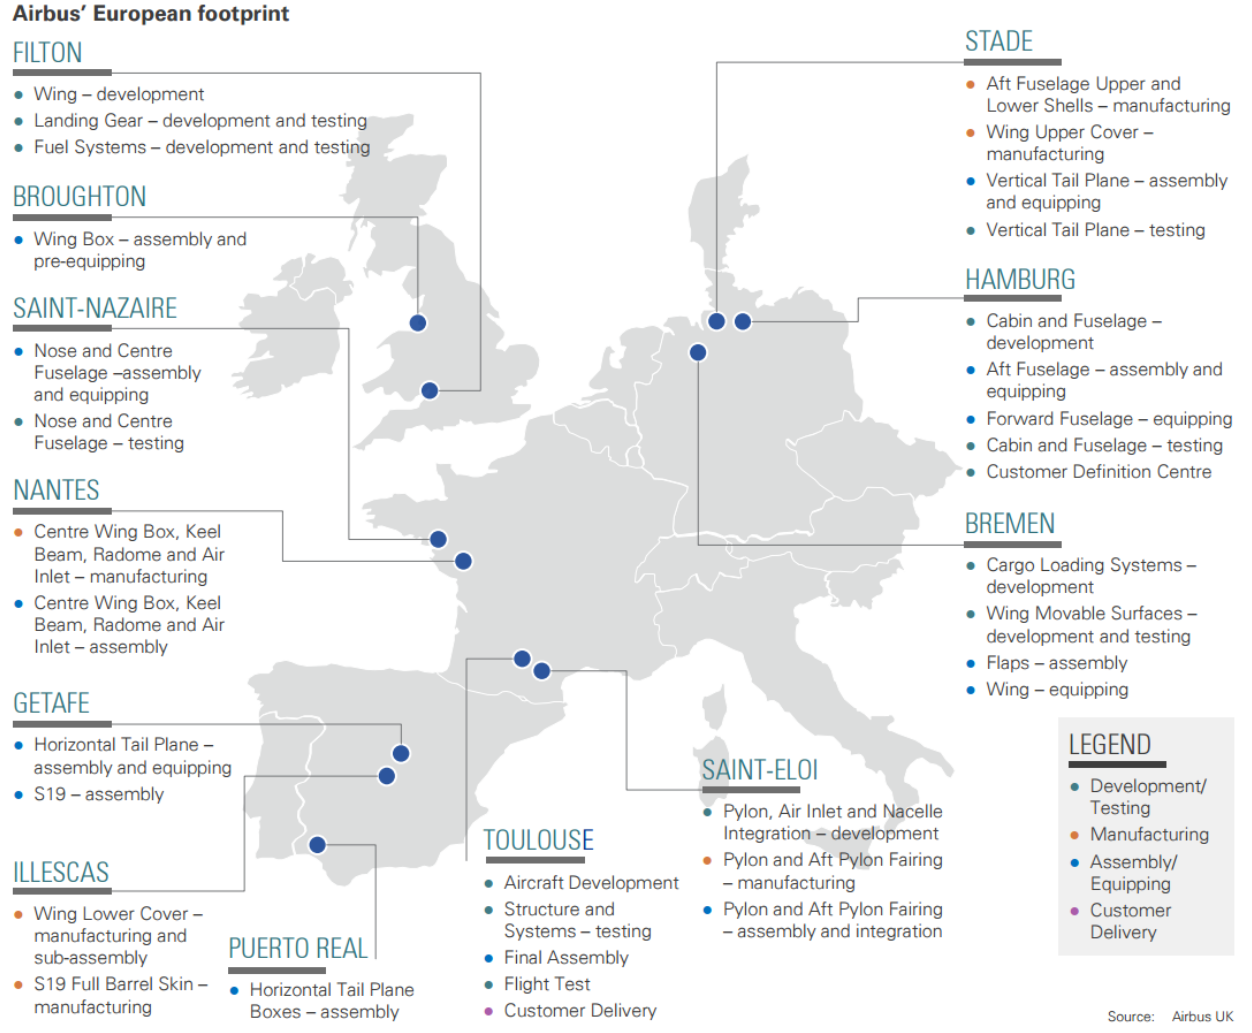 Airbus’ European footprint
FILTON
• Wing – development
• Landing Gear – development and testing
• Fuel Systems – development and testing
BROUGHTON
• Wing Box – assembly and
pre-equipping
SAINT-NAZAIRE
• Nose and Centre
Fuselage –assembly
and equipping
• Nose and Centre
Fuselage – testing
NANTES
• Centre Wing Box, Keel
Beam, Radome and Air
Inlet – manufacturing
• Centre Wing Box, Keel
Beam, Radome and Air
Inlet – assembly
GETAFE
• Horizontal Tail Plane –
assembly and equipping
• S19 – assembly
ILLESCAS
• Wing Lower Cover –
manufacturing and
sub-assembly
• S19 Full Barrel Skin –
manufacturing
PUERTO REAL
• Horizontal Tail Plane
Boxes – assembly
TOULOUSE
• Aircraft Development
• Structure and
Systems – testing
• Final Assembly
• Flight Test
• Customer Delivery
SAINT-ELOI
• Pylon, Air Inlet and Nacelle
Integration – development
• Pylon and Aft Pylon Fairing
– manufacturing
• Pylon and Aft Pylon Fairing
– assembly and integration
STADE
• Aft Fuselage Upper and
Lower Shells – manufacturing
• Wing Upper Cover –
manufacturing
• Vertical Tail Plane – assembly
and equipping
• Vertical Tail Plane – testing
HAMBURG
• Cabin and Fuselage –
development
• Aft Fuselage – assembly and
equipping
• Forward Fuselage – equipping
• Cabin and Fuselage – testing
• Customer Definition Centre
BREMEN
• Cargo Loading Systems –
development
• Wing Movable Surfaces –
development and testing
• Flaps – assembly
• Wing – equipping
LEGEND
• Development/
Testing
• Manufacturing
• Assembly/
Equipping
• Customer
Delivery
Source: Airbus UK